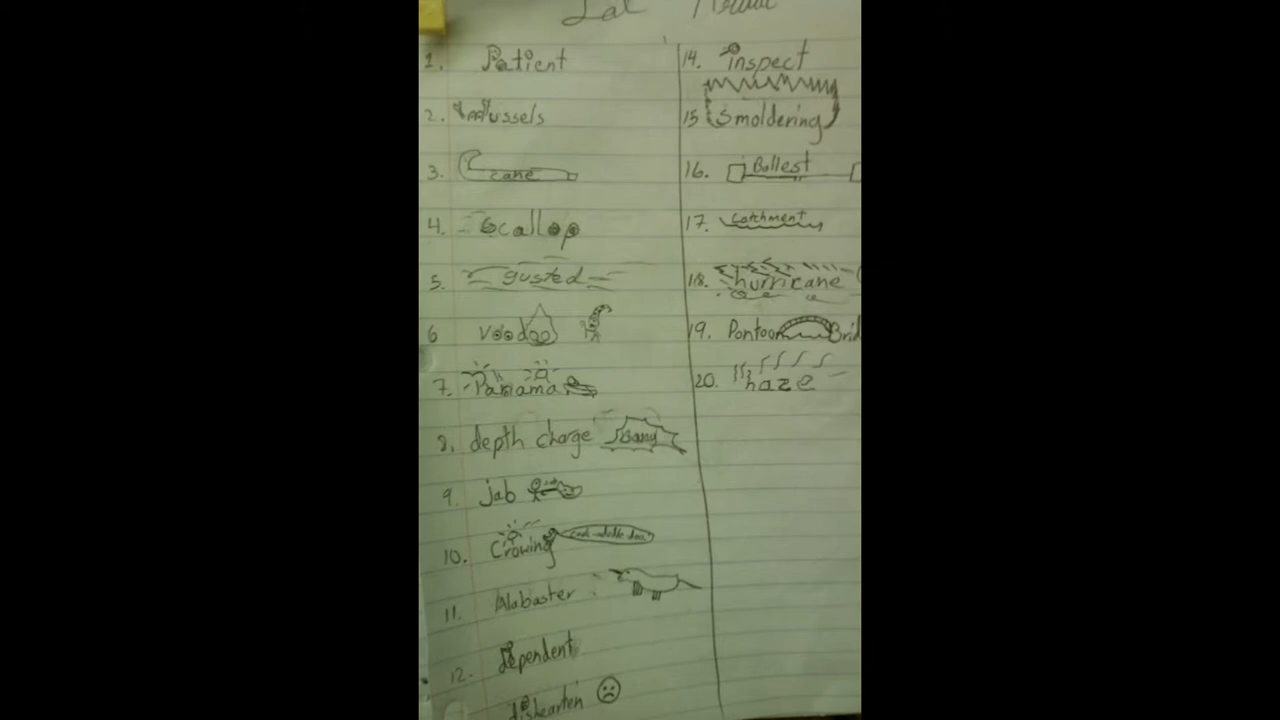 1. Patient
2. Mussels
3. cane
4. Scallop
5. gusted
6 Voodoo
7. Panama
8. depth charge Bang
9. jab
10. Crowing
11. Alabaster
12. dependent
dishearten
14. inspect
15 Smoldering
16. Ballest
17. Catchment
18. hurricane
19. Pontoon Brid
20. haze